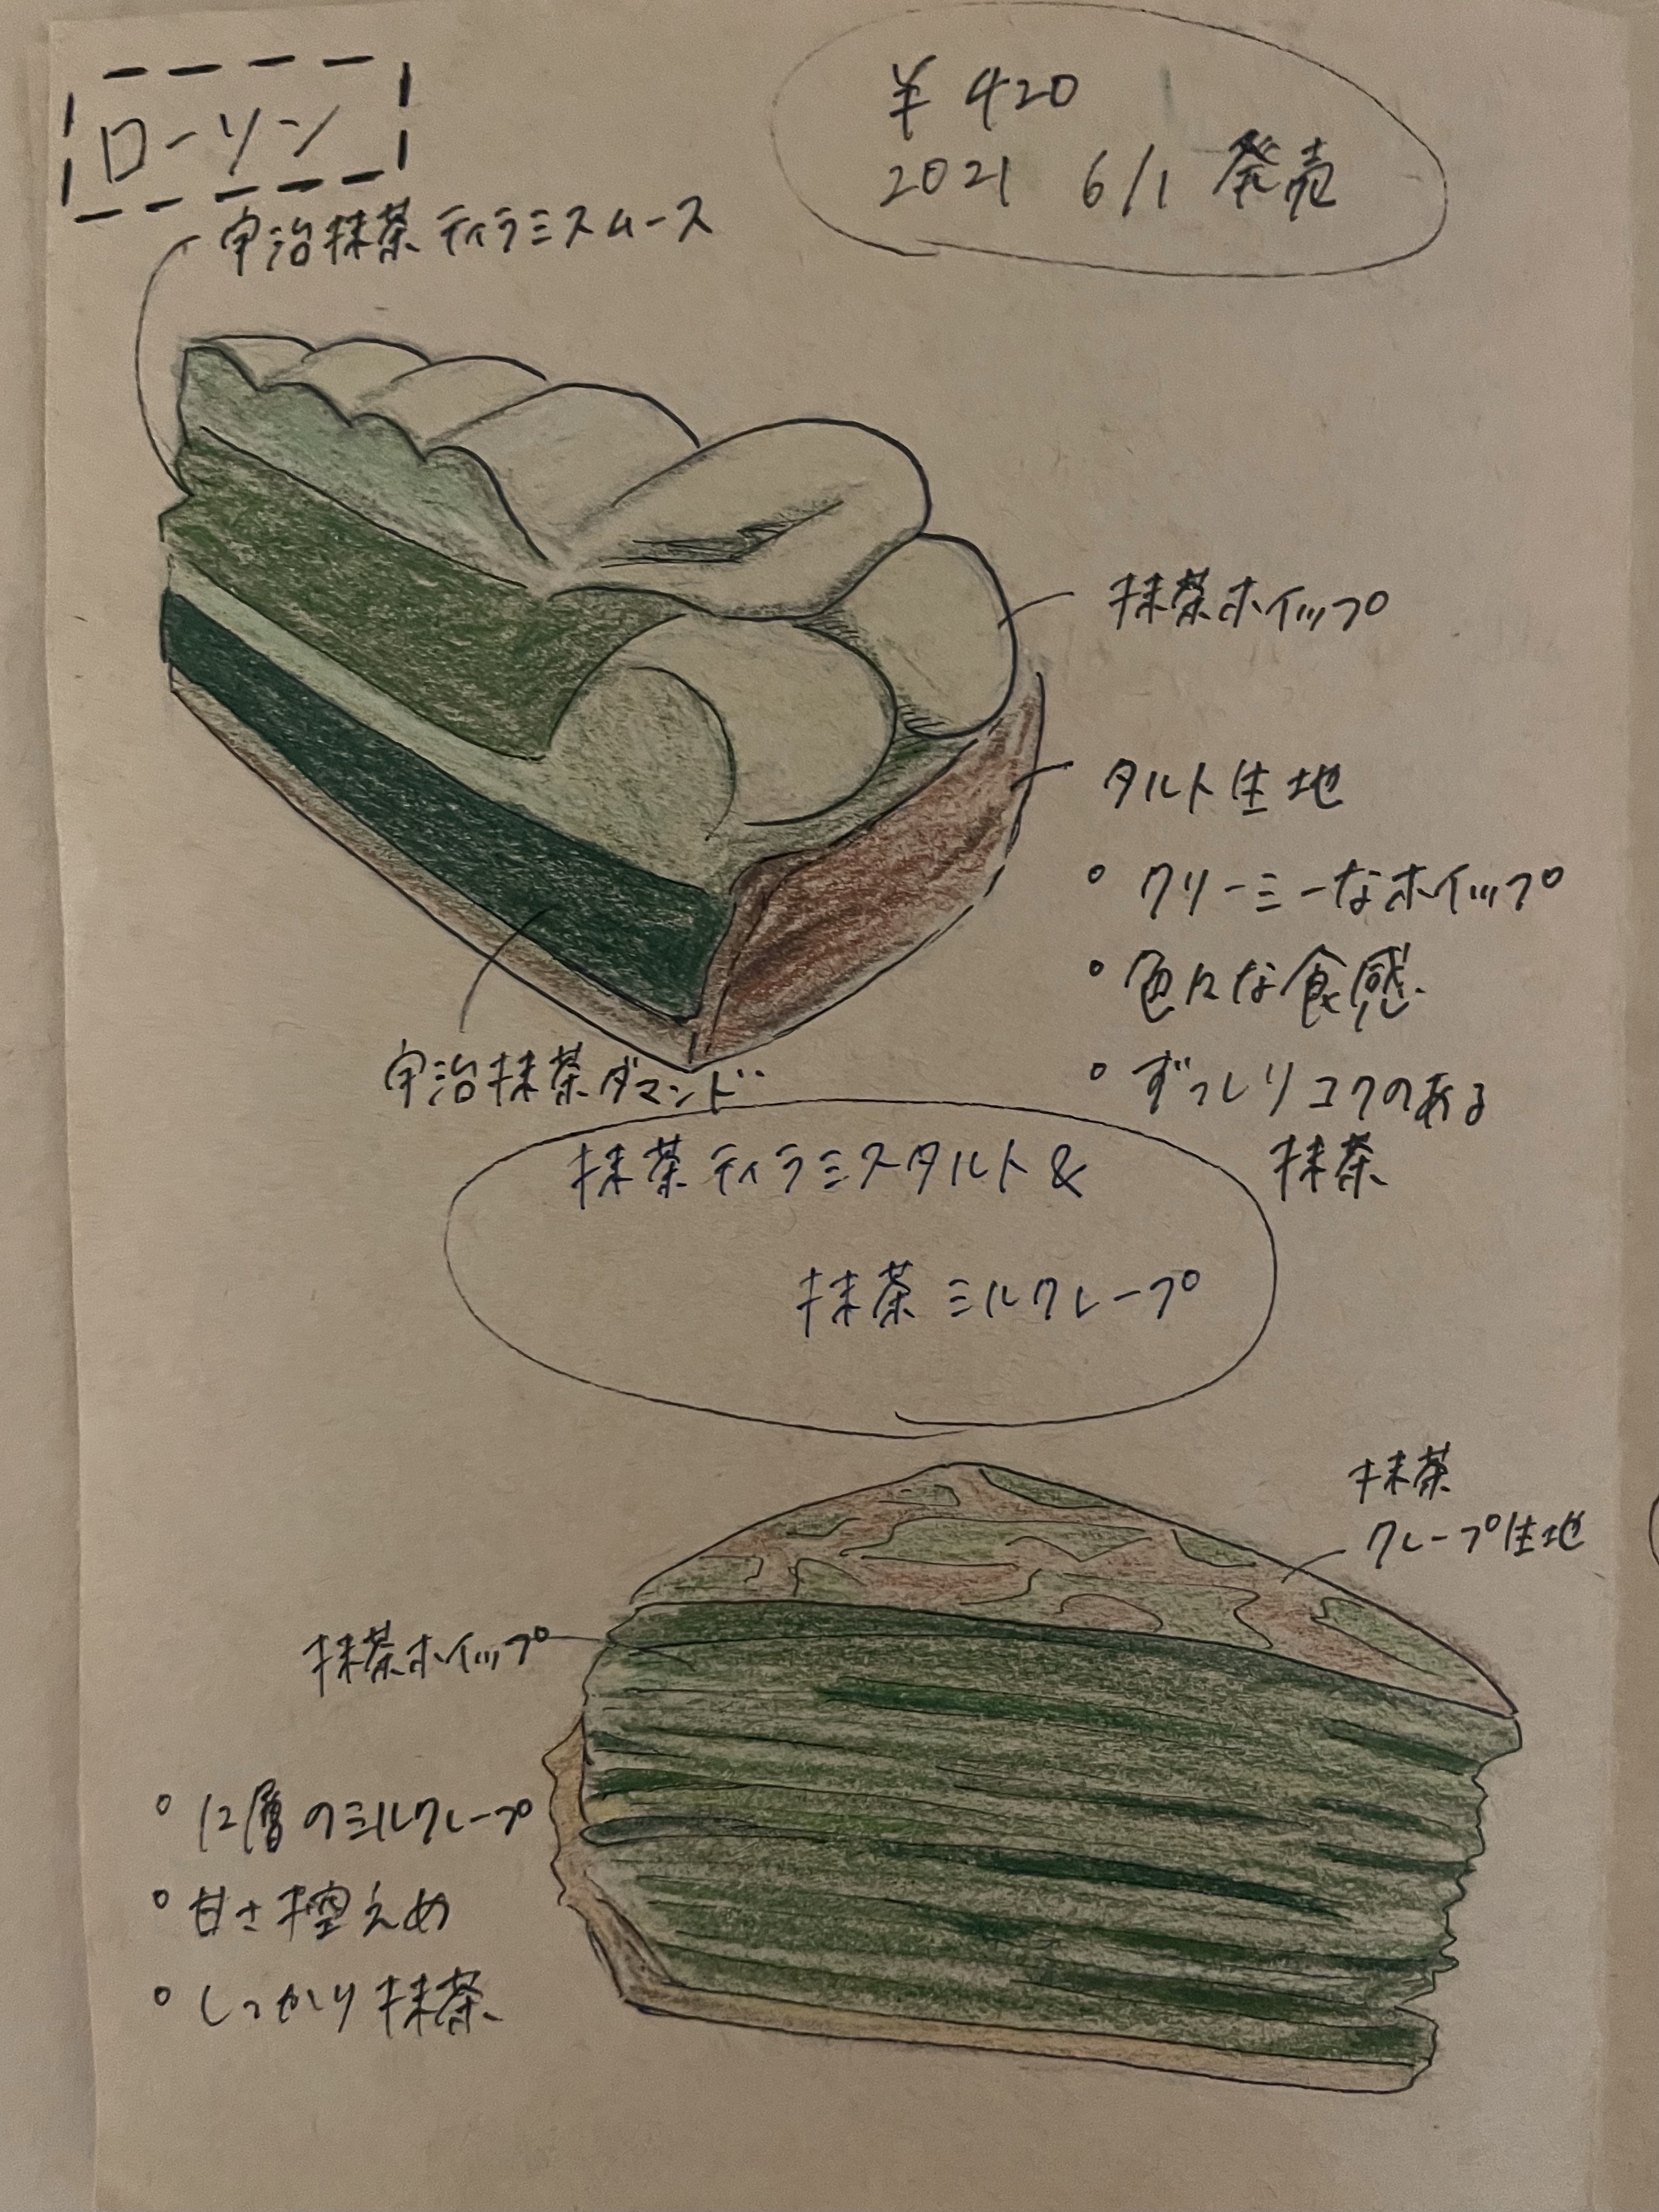 ローソン
¥420
2021 6/1 発売
宇治抹茶ティラミスムース
抹茶ホイップ
タルト生地
・クリーミーなホイップ
・色々な食感
・ずっしりコクのある
抹茶
宇治抹茶ダマンド
抹茶ティラミスタルト&
抹茶ミルクレープ
抹茶
クレープ生地
抹茶ホイップ
・12層のミルクレープ
・甘さ控えめ
・しっかり抹茶